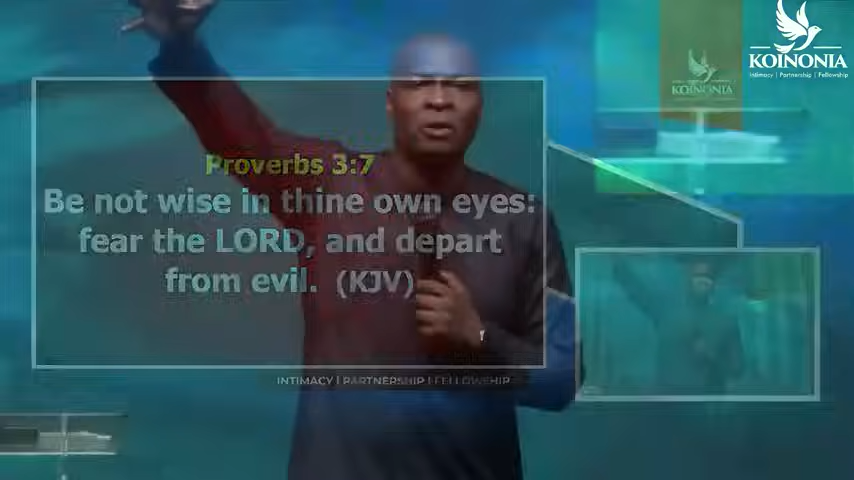 KOINONIA
Intimacy | Partnership | Fellowship
KOINONIA
Proverbs 3:7
Be not wise in thine own eyes:
fear the LORD, and depart
from evil. (KJV)
INTIMACY | PARTNERSHIP | FELLOWSHIP